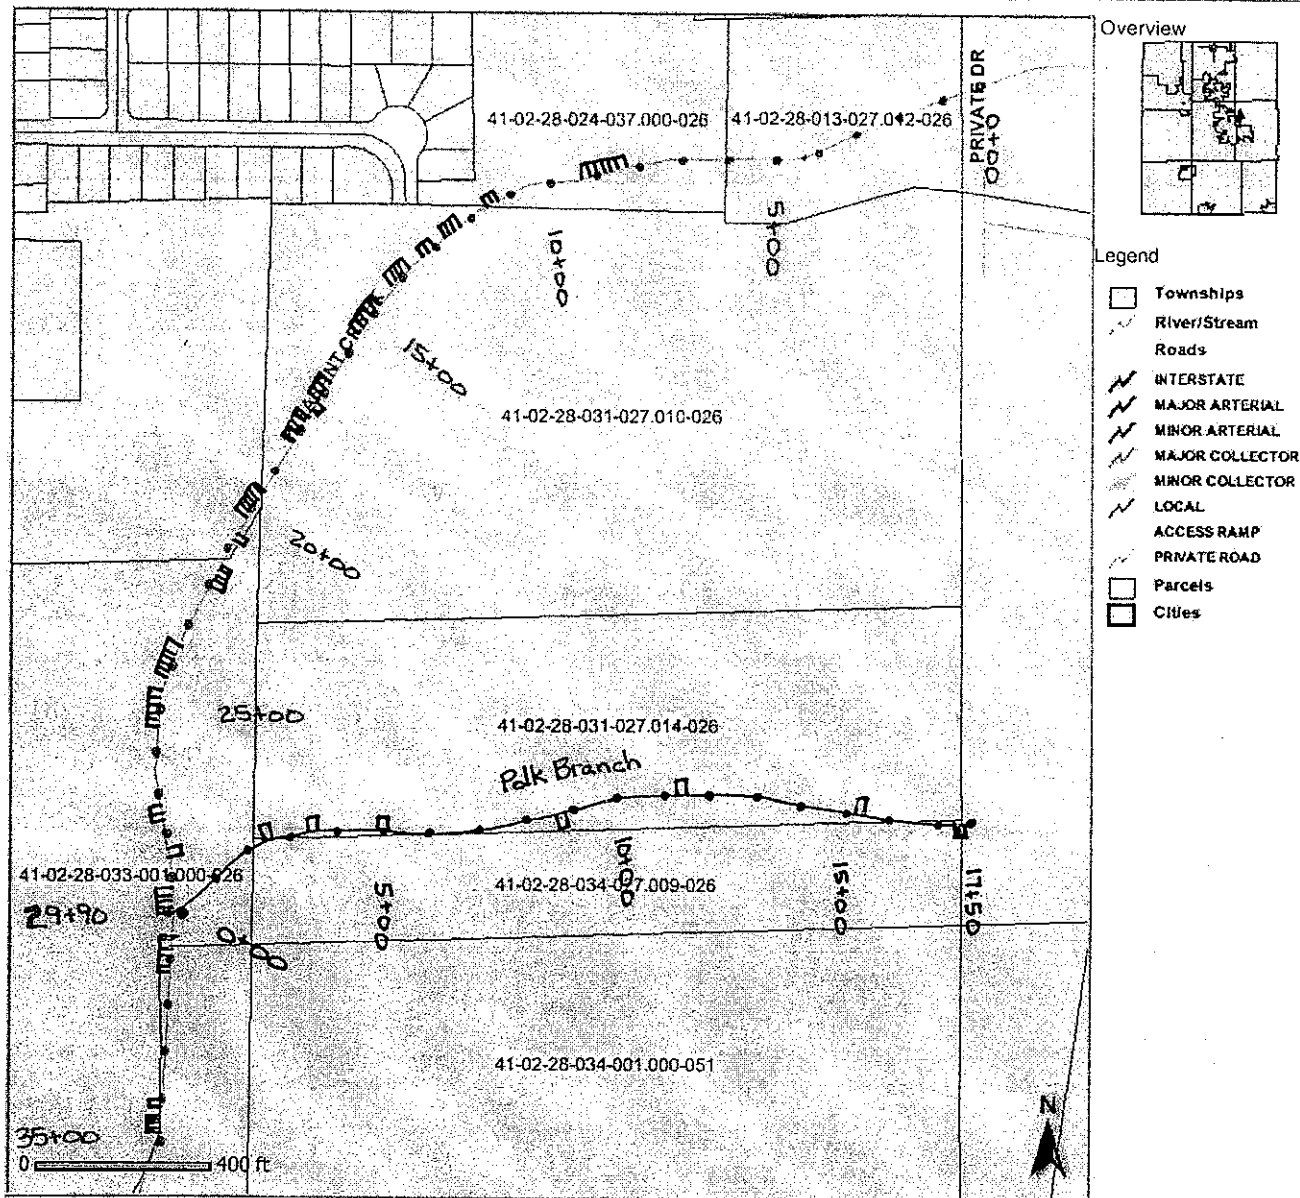 Overview
PRIVATE DR
00+0
41-02-28-024-037.000-026
41-02-28-013-027.012-026
5+00
10+00
Legend
Townships
River/Stream
Roads
INTERSTATE
MAJOR ARTERIAL
MINOR ARTERIAL
MAJOR COLLECTOR
MINOR COLLECTOR
LOCAL
ACCESS RAMP
PRIVATE ROAD
Parcels
Cities
15+00
41-02-28-031-027.010-026
20+00
25+00
41-02-28-031-027.014-026
Polk Branch
41-02-28-033-001.000-026
29+90
0+00
5+00
10+00
41-02-28-034-027.009-026
15+00
17+50
41-02-28-034-001.000-051
N
35+00
0 400 ft